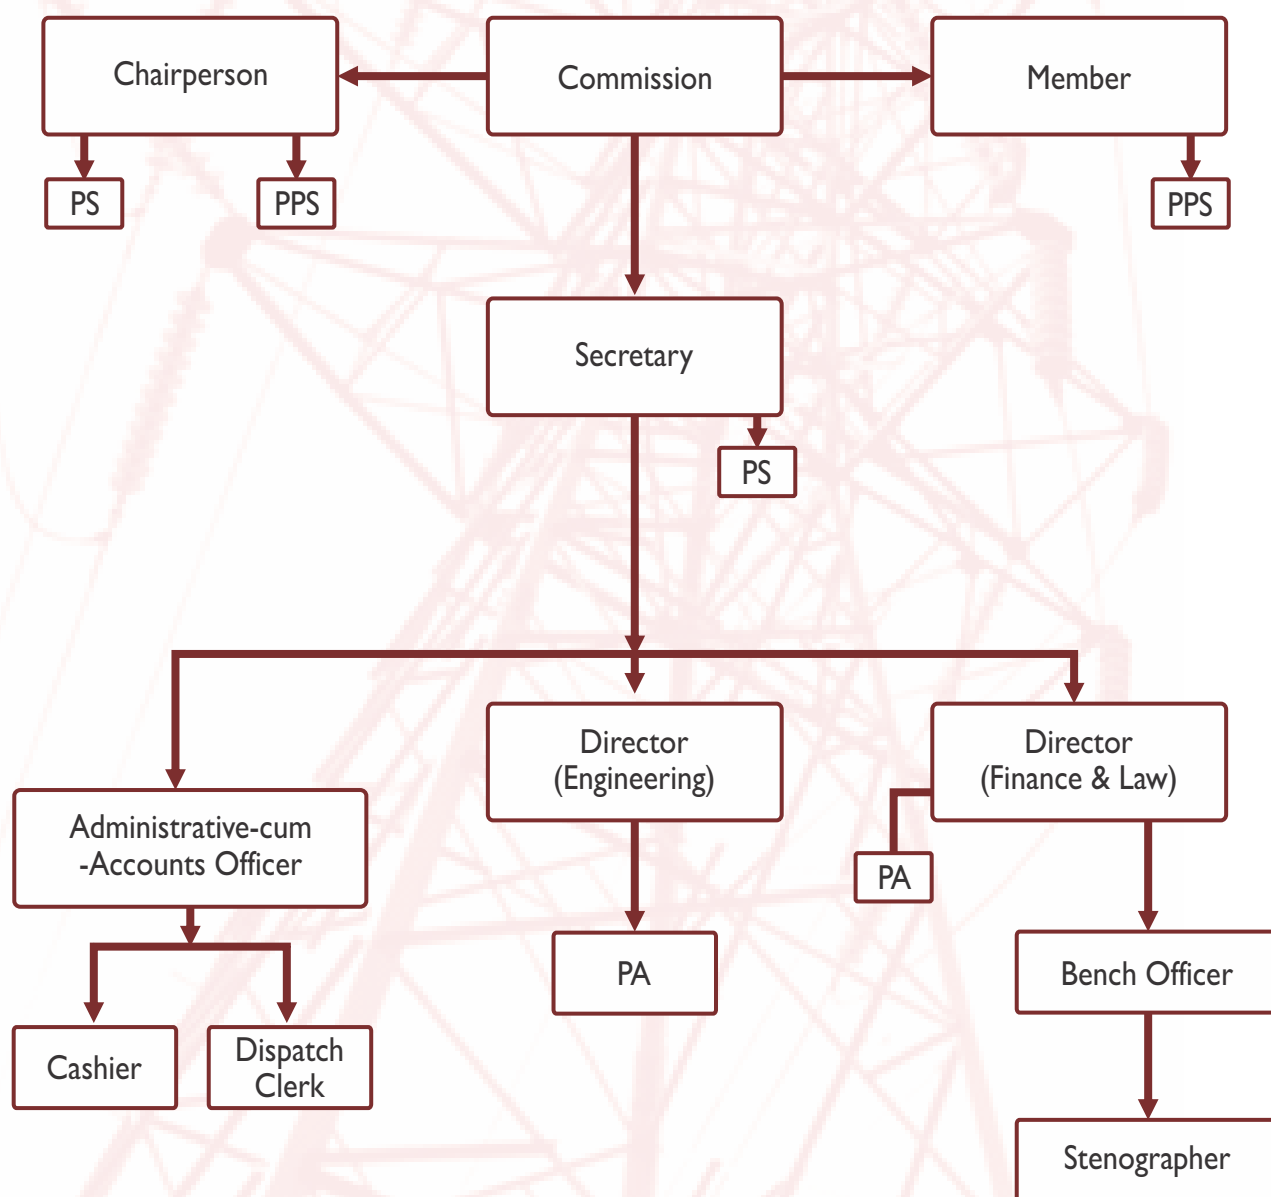 Chairperson
Commission
Member
PS
PPS
PPS
Secretary
PS
Director
(Engineering)
Director
(Finance & Law)
Administrative-cum
-Accounts Officer
PA
PA
Bench Officer
Cashier
Dispatch
Clerk
Stenographer